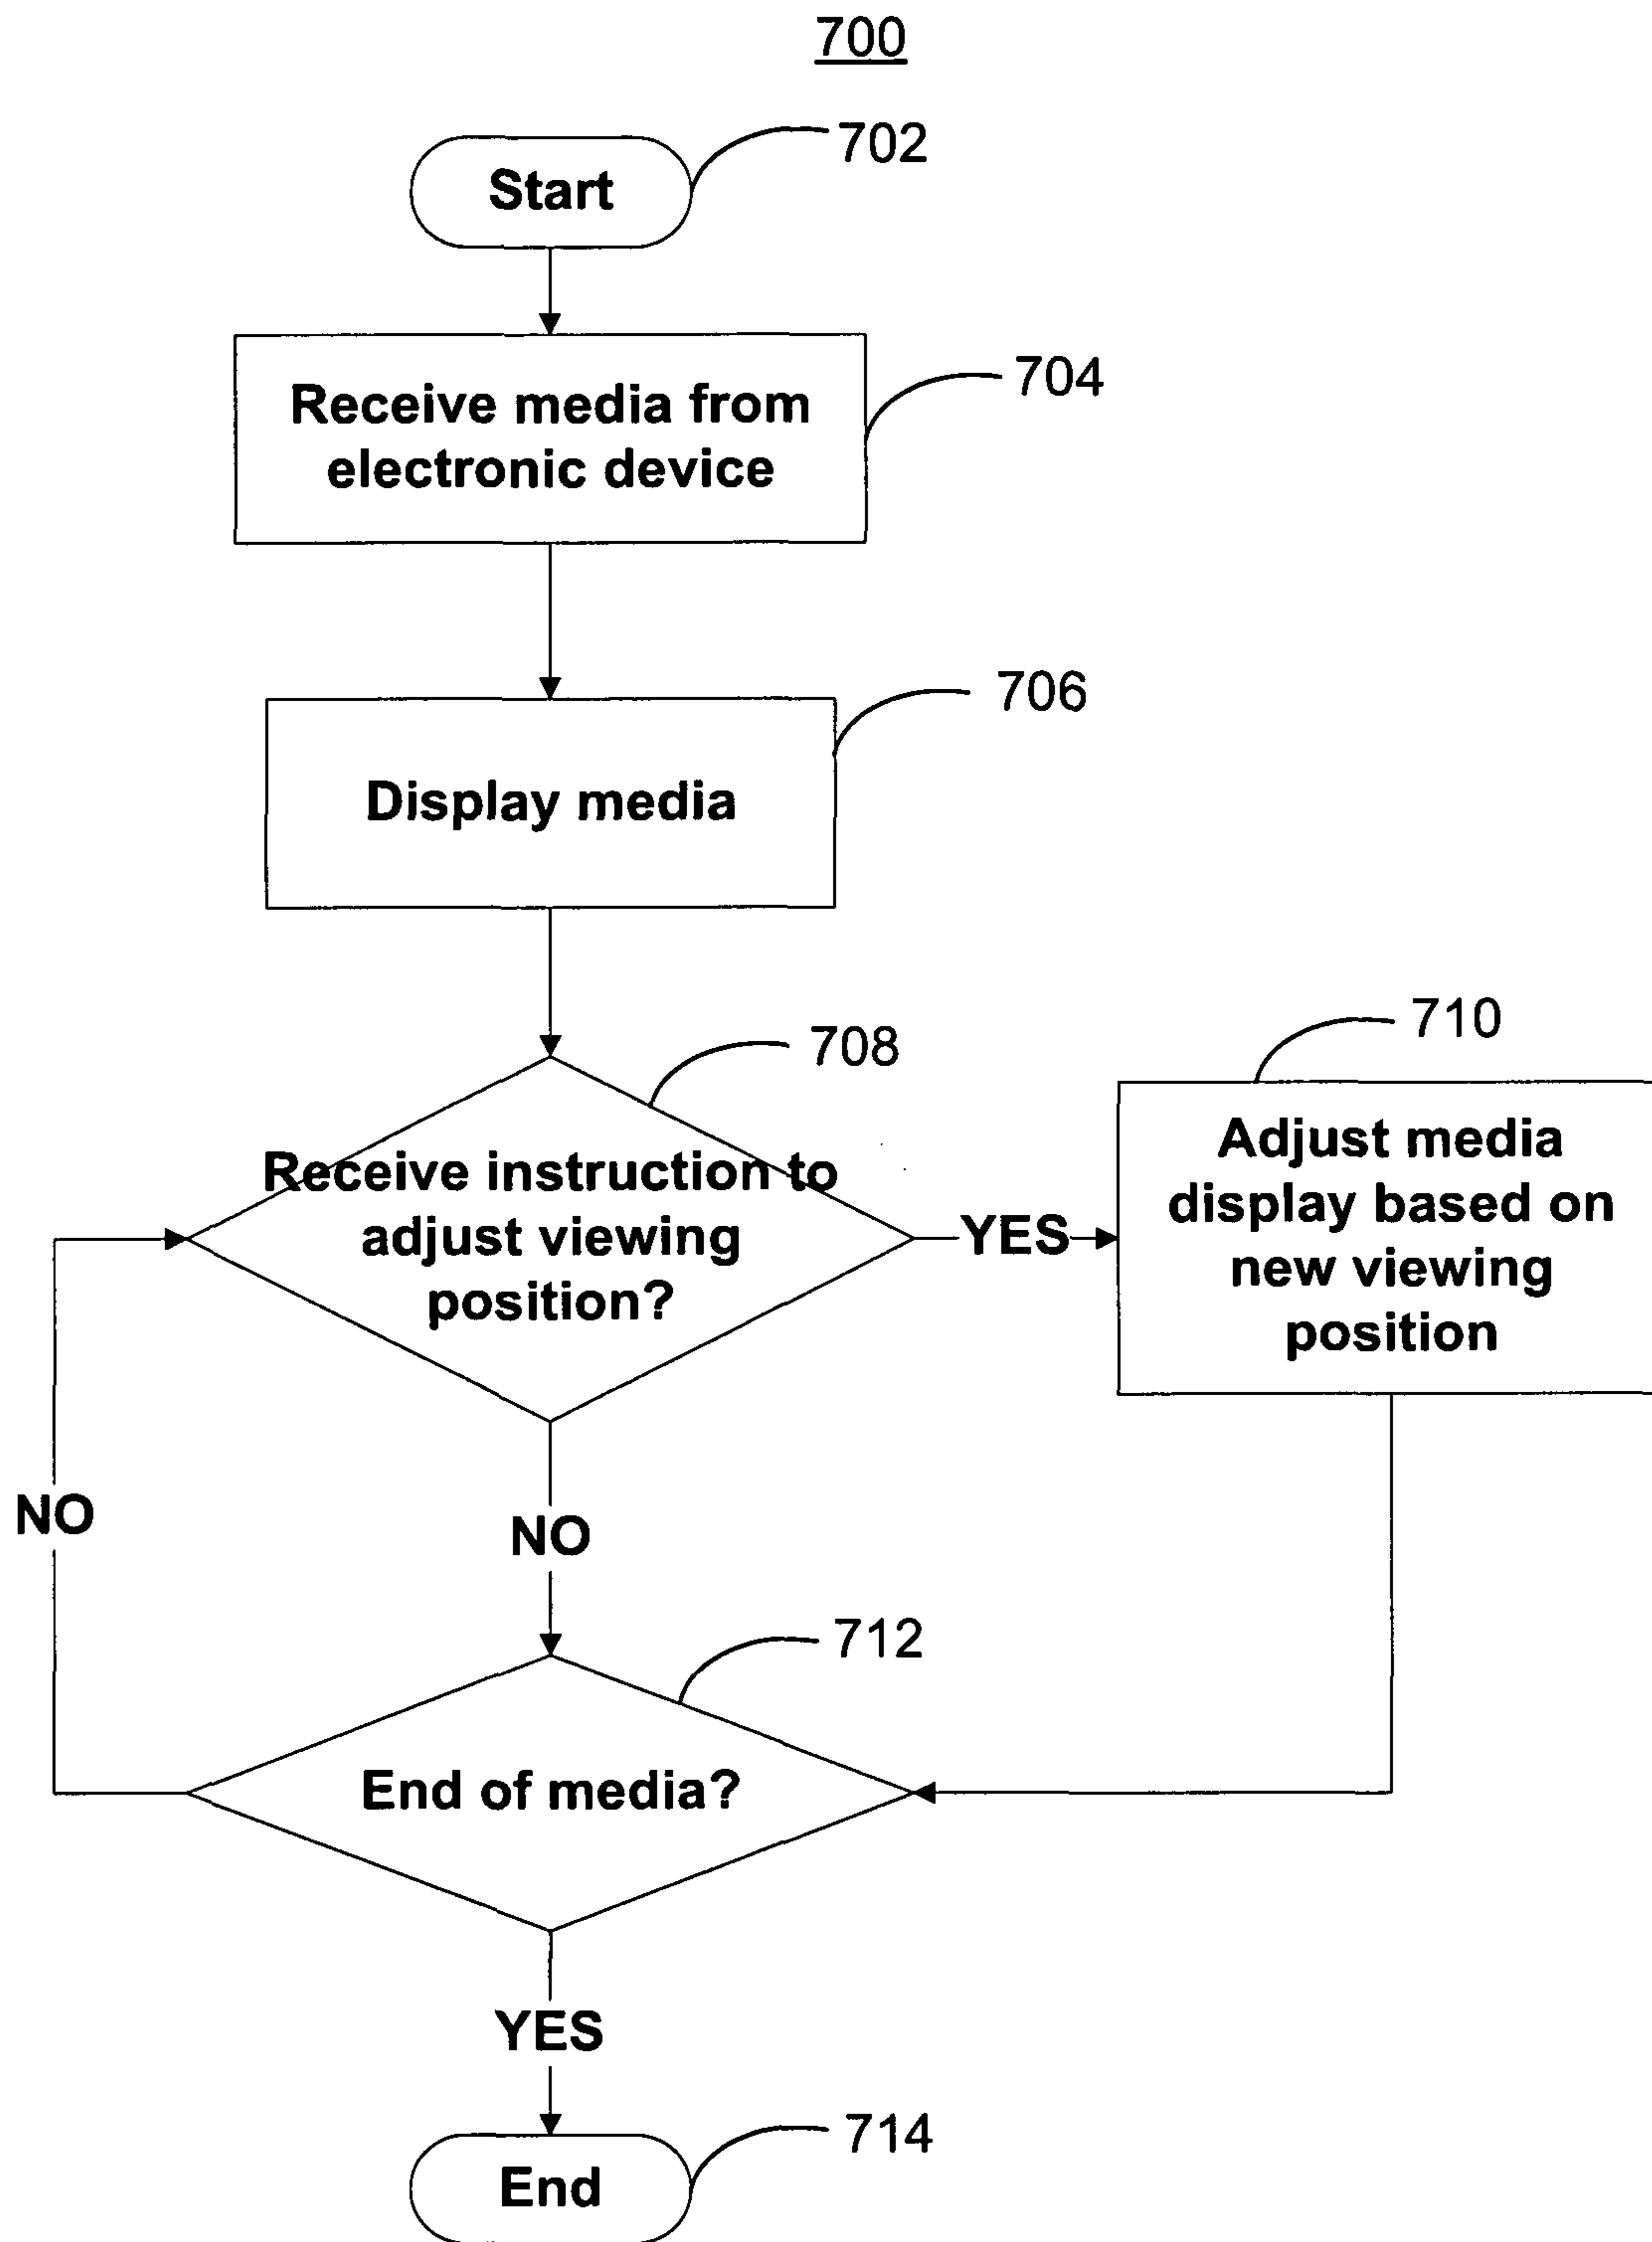 700
Start
702
Receive media from
electronic device
704
Display media
706
Receive instruction to
adjust viewing
position?
708
YES
Adjust media
display based on
new viewing
position
710
NO
NO
End of media?
712
YES
End
714